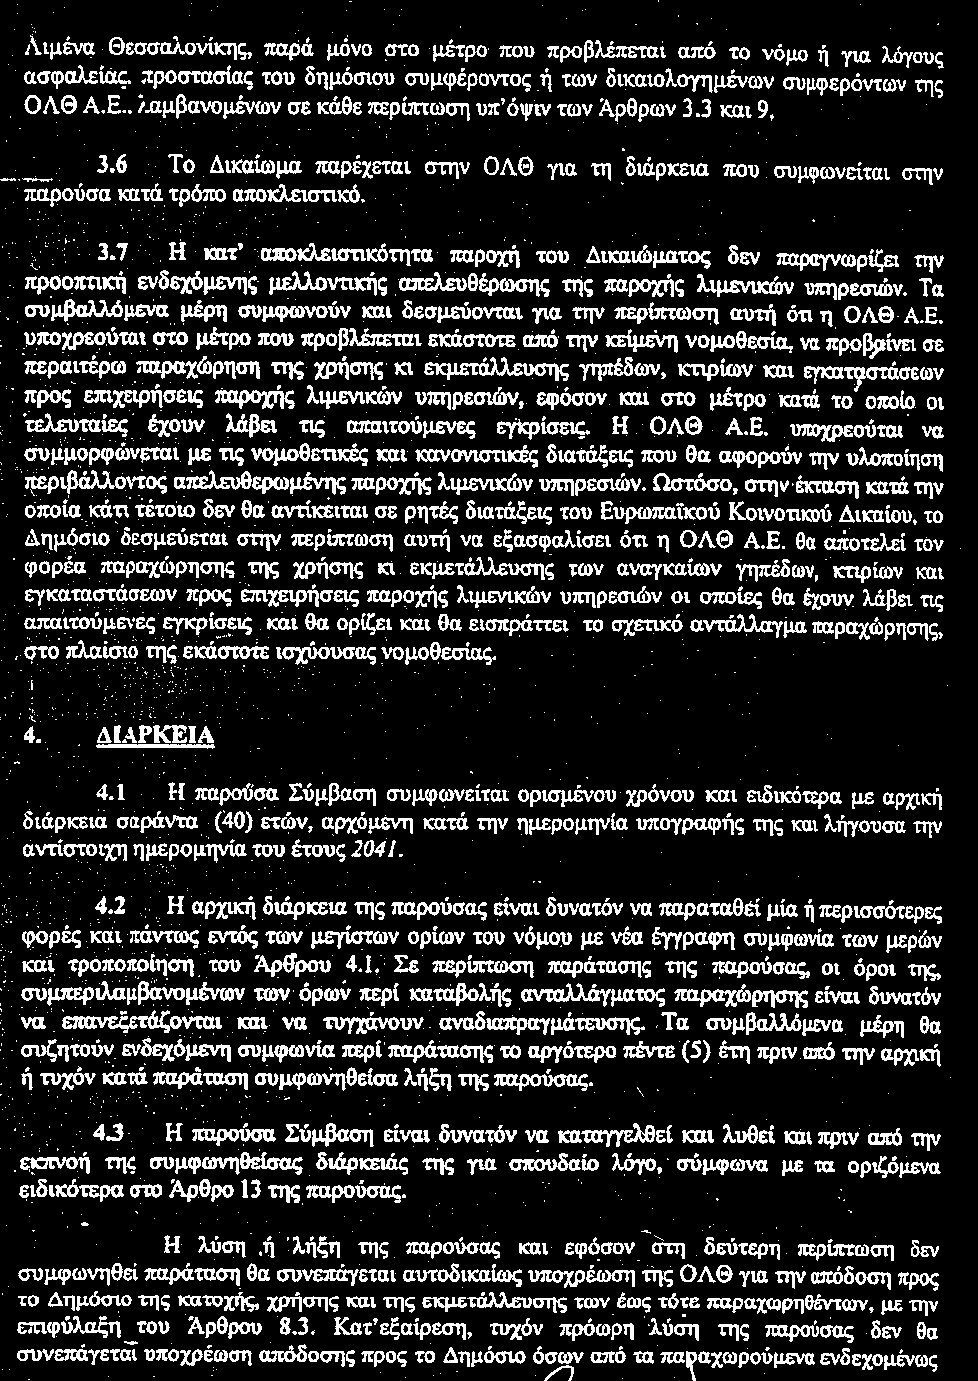 Λιμένα Θεσσαλονίκης, παρά μόνο στο μέτρο που προβλέπεται από το νόμο ή για λόγους
ασφαλείας, προστασίας του δημόσιου συμφέροντος ή των δικαιολογημένων συμφερόντων της
ΟΛΘ Α.Ε.. λαμβανομένων σε κάθε περίπτωση υπ'όψιν των Άρθρων 3.3 και 9.
3.6 Το Δικαίωμα παρέχεται στην ΟΛΘ για τη διάρκεια που συμφωνείται στην
παρούσα κατά τρόπο αποκλειστικό.
3.7 Η κατ' αποκλειστικότητα παροχή του Δικαιώματος δεν παραγνωρίζει την
προοπτική ενδεχόμενης μελλοντικής απελευθέρωσης της παροχής λιμενικών υπηρεσιών. Τα
συμβαλλόμενα μέρη συμφωνούν και δεσμεύονται για την περίπτωση αυτή ότι η ΟΛΘ Α.Ε.
υποχρεούται στο μέτρο που προβλέπεται εκάστοτε από την κείμενη νομοθεσία, να προβαίνει σε
περαιτέρω παραχώρηση της χρήσης κι εκμετάλλευσης γηπέδων, κτιρίων και εγκαταστάσεων
προς επιχειρήσεις παροχής λιμενικών υπηρεσιών, εφόσον και στο μέτρο κατά το οποίο οι
τελευταίες έχουν λάβει τις απαιτούμενες εγκρίσεις. Η ΟΛΘ Α.Ε. υποχρεούται να
συμμορφώνεται με τις νομοθετικές και κανονιστικές διατάξεις που θα αφορούν την υλοποίηση
περιβάλλοντος απελευθερωμένης παροχής λιμενικών υπηρεσιών. Ωστόσο, στην έκταση κατά την
οποία κάτι τέτοιο δεν θα αντίκειται σε ρητές διατάξεις του Ευρωπαϊκού Κοινοτικού Δικαίου, το
Δημόσιο δεσμεύεται στην περίπτωση αυτή να εξασφαλίσει ότι η ΟΛΘ Α.Ε. θα αποτελεί τον
φορέα παραχώρησης της χρήσης κι εκμετάλλευσης των αναγκαίων γηπέδων, κτιρίων και
εγκαταστάσεων προς επιχειρήσεις παροχής λιμενικών υπηρεσιών οι οποίες θα έχουν λάβει τις
απαιτούμενες εγκρίσεις και θα ορίζει και θα εισπράττει το σχετικό αντάλλαγμα παραχώρησης,
στο πλαίσιο της εκάστοτε ισχύουσας νομοθεσίας.
4. ΔΙΑΡΚΕΙΑ
4.1 Η παρούσα Σύμβαση συμφωνείται ορισμένου χρόνου και ειδικότερα με αρχική
διάρκεια σαράντα (40) ετών, αρχόμενη κατά την ημερομηνία υπογραφής της και λήγουσα την
αντίστοιχη ημερομηνία του έτους 2041.
4.2 Η αρχική διάρκεια της παρούσας είναι δυνατόν να παραταθεί μία ή περισσότερες
φορές και πάντως εντός των μεγίστων ορίων του νόμου με νέα έγγραφη συμφωνία των μερών
και τροποποίηση του Άρθρου 4.1. Σε περίπτωση παράτασης της παρούσας, οι όροι της,
συμπεριλαμβανομένων των όρων περί καταβολής ανταλλάγματος παραχώρησης είναι δυνατόν
να επανεξετάζονται και να τυγχάνουν αναδιαπραγμάτευσης. Τα συμβαλλόμενα μέρη θα
συζητούν ενδεχόμενη συμφωνία περί παράτασης το αργότερο πέντε (5) έτη πριν από την αρχική
ή τυχόν κατά παράταση συμφωνηθείσα λήξη της παρούσας.
4.3 Η παρούσα Σύμβαση είναι δυνατόν να καταγγελθεί και λυθεί και πριν από την
εκπνοή της συμφωνηθείσας διάρκειάς της για σπουδαίο λόγο, σύμφωνα με τα οριζόμενα
ειδικότερα στο Άρθρο 13 της παρούσας.
Η λύση ή λήξη της παρούσας και εφόσον στη δεύτερη περίπτωση δεν
συμφωνηθεί παράταση θα συνεπάγεται αυτοδικαίως υποχρέωση της ΟΛΘ για την απόδοση προς
το Δημόσιο της κατοχής, χρήσης και της εκμετάλλευσης των έως τότε παραχωρηθέντων, με την
επιφύλαξη του Άρθρου 8.3. Κατ'εξαίρεση, τυχόν πρόωρη λύση της παρούσας δεν θα
συνεπάγεται υποχρέωση απόδοσης προς το Δημόσιο όσων από τα παραχωρούμενα ενδεχομένως